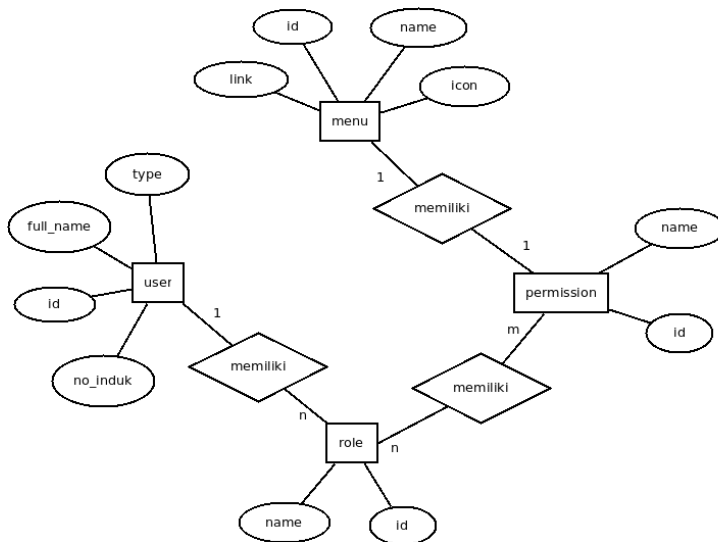 id
name
link
icon
menu
type
1
memiliki
full_name
name
1
user
permission
id
1
m
id
no_induk
memiliki
memiliki
n
role
n
name
id